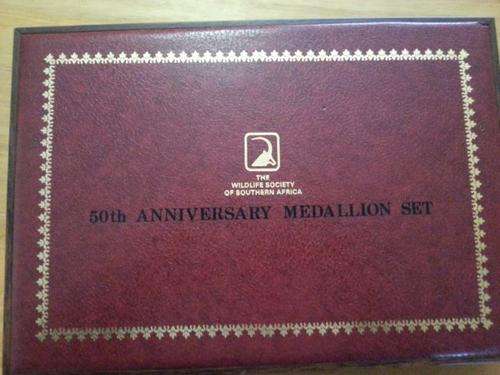 THE
WILDLIFE SOCIETY
OF SOUTHERN AFRICA
50th ANNIVERSARY MEDALLION SET